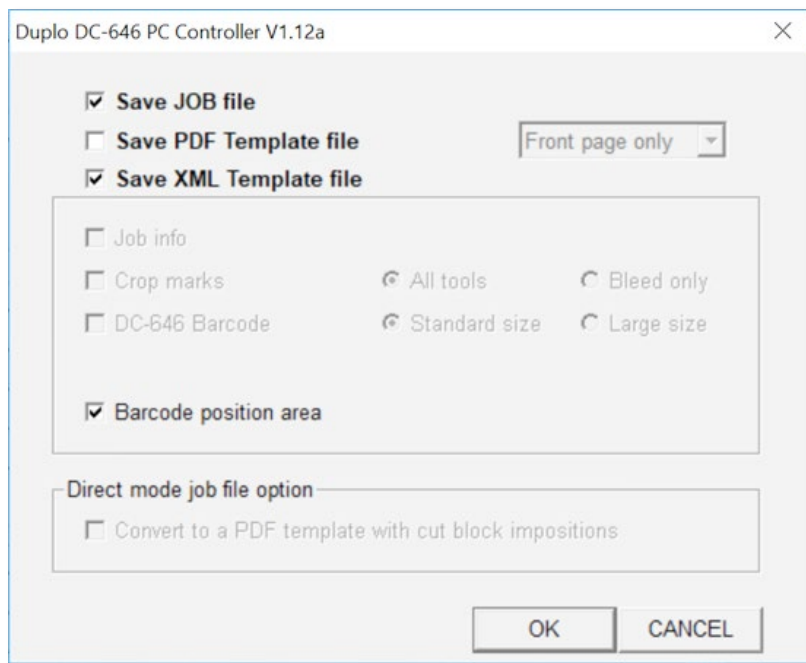 Duplo DC-646 PC Controller V1.12a
Save JOB file
Save PDF Template file Front page only
Save XML Template file
Job info
Crop marks All tools Bleed only
DC-646 Barcode Standard size Large size
Barcode position area
Direct mode job file option
Convert to a PDF template with cut block impositions
OK CANCEL